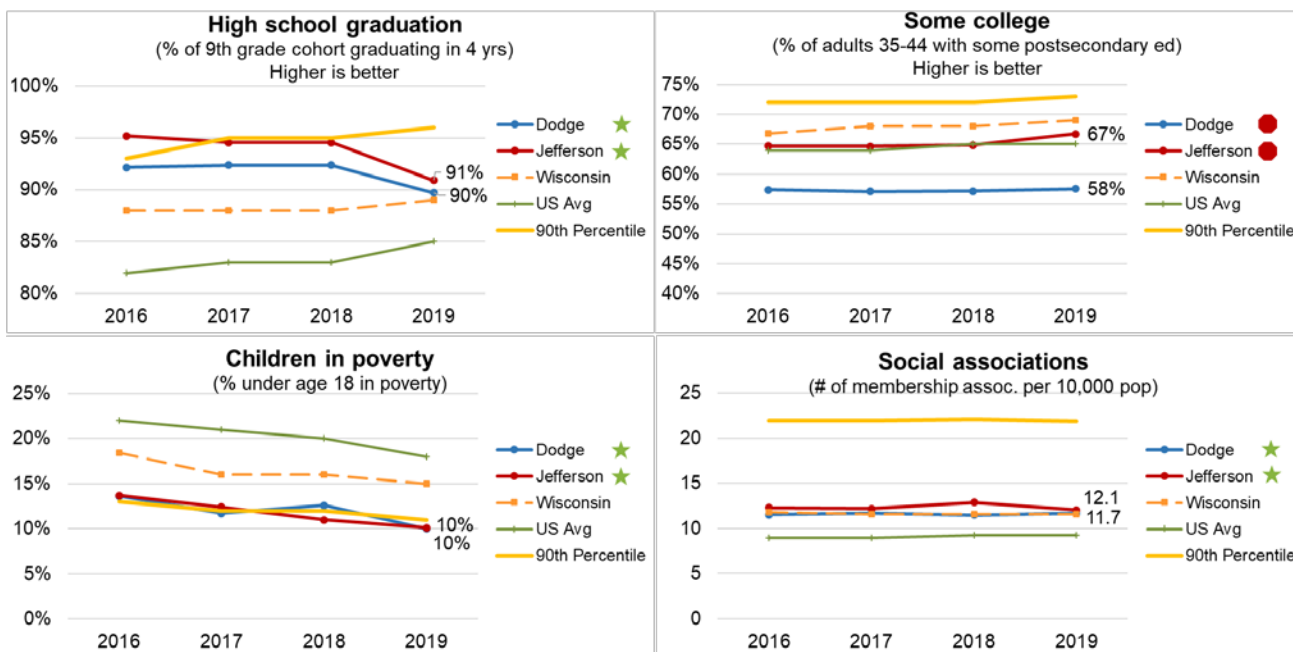 High school graduation
(% of 9th grade cohort graduating in 4 yrs)
Higher is better
100%
95%
90%
85%
80%
91%
90%
2016 2017 2018 2019
Dodge
Jefferson
Wisconsin
US Avg
90th Percentile
Some college
(% of adults 35-44 with some postsecondary ed)
Higher is better
75%
70%
65%
60%
55%
50%
45%
40%
67%
58%
2016 2017 2018 2019
Dodge
Jefferson
Wisconsin
US Avg
90th Percentile
Children in poverty
(% under age 18 in poverty)
25%
20%
15%
10%
5%
0%
10%
10%
2016 2017 2018 2019
Dodge
Jefferson
Wisconsin
US Avg
90th Percentile
Social associations
(# of membership assoc. per 10,000 pop)
25
20
15
10
5
0
12.1
11.7
2016 2017 2018 2019
Dodge
Jefferson
Wisconsin
US Avg
90th Percentile